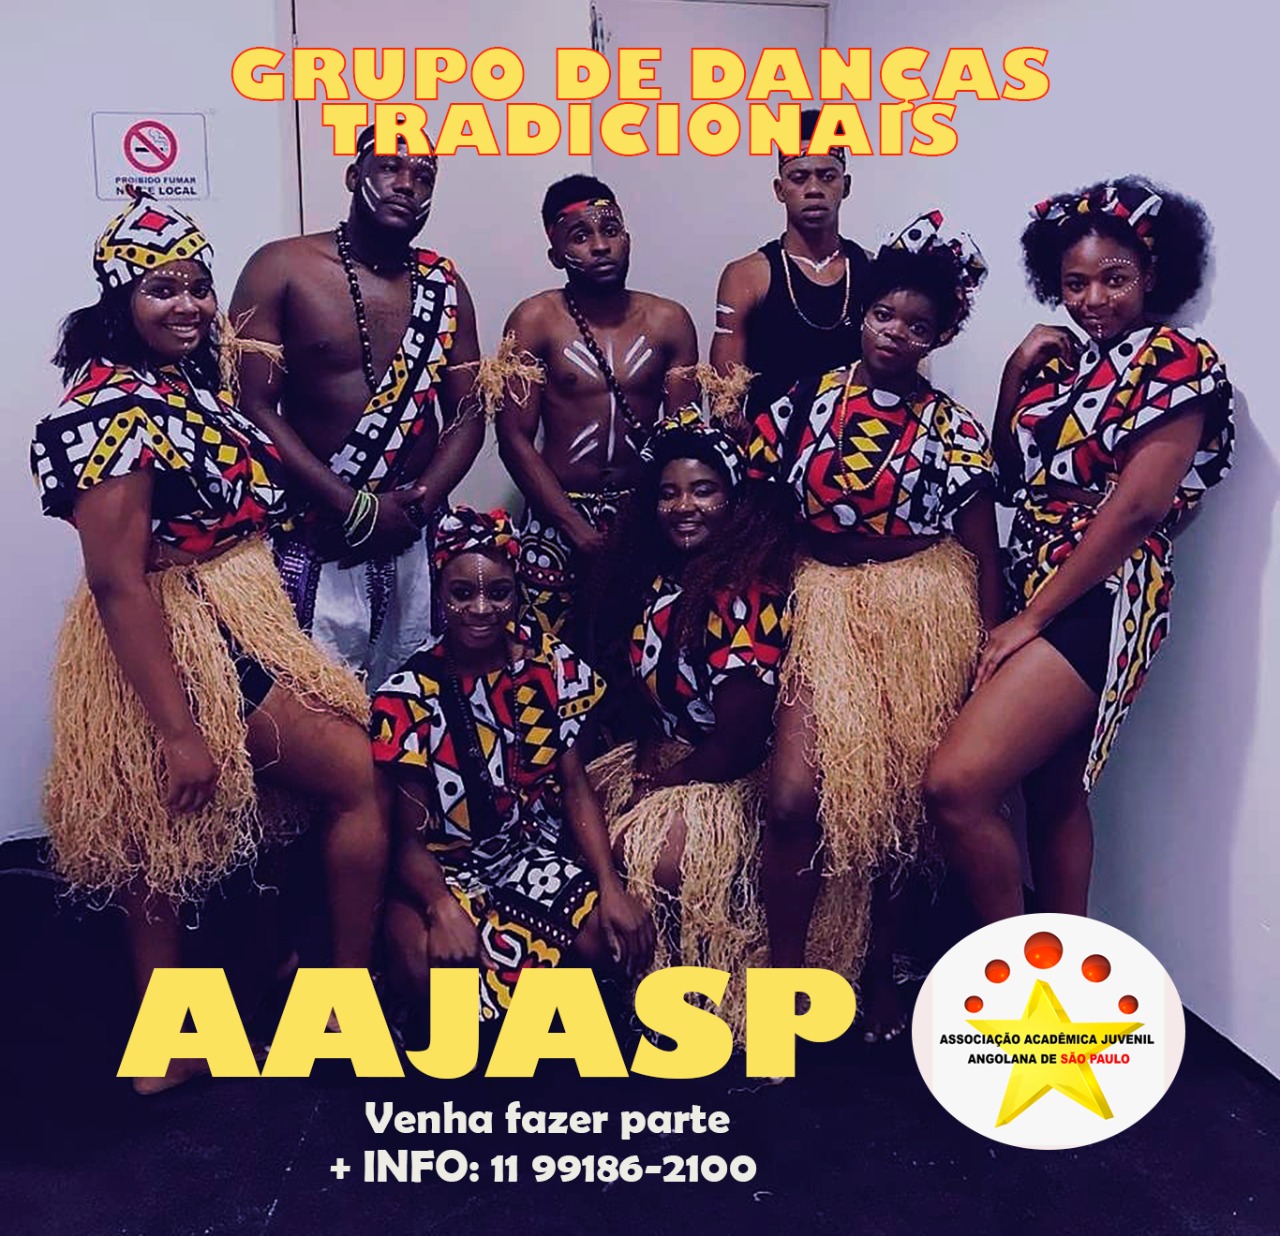 GRUPO DE DANÇAS
TRADICIONAIS
PROIBIDO FUMAR
LOCAL
AAJASP
ASSOCIAÇÃO ACADÊMICA JUVENIL
ANGOLANA DE SÃO PAULO
Venha fazer parte
+ INFO: 11 99186-2100